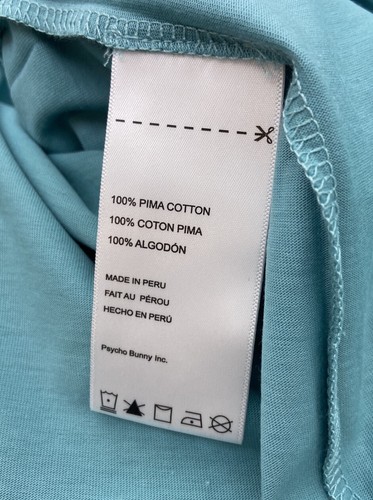 100% PIMA COTTON
100% COTON PIMA
100% ALGODÓN
MADE IN PERU
FAIT AU PÉROU
HECHO EN PERÚ
Psycho Bunny Inc.